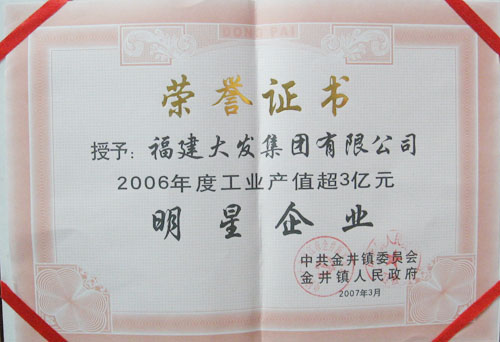 DONG PAI
荣誉证书
授予：福建大发集团有限公司
2006年度工业产值超3亿元
明星企业
中共金井镇委员会
金井镇人民政府
2007年3月